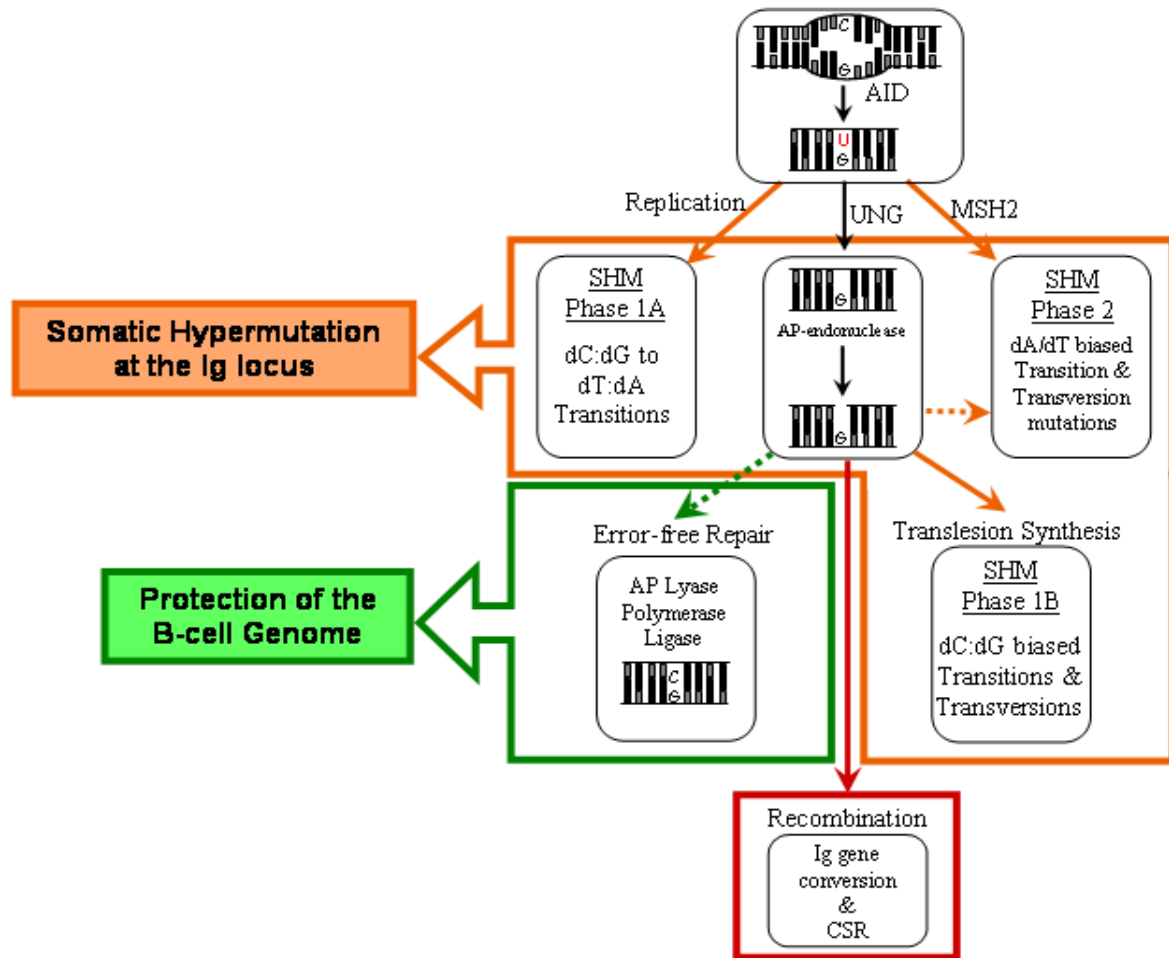 C
G
AID
U
G
Replication
UNG
MSH2
SHM
Phase 1A
dC:dG to
dT:dA
Transitions
G
AP-endonuclease
G
SHM
Phase 2
dA/dT biased
Transition &
Transversion
mutations
Somatic Hypermutation
at the Ig locus
Error-free Repair
AP Lyase
Polymerase
Ligase
C
G
Translesion Synthesis
SHM
Phase 1B
dC:dG biased
Transitions &
Transversions
Protection of the
B-cell Genome
Recombination
Ig gene
conversion
&
CSR